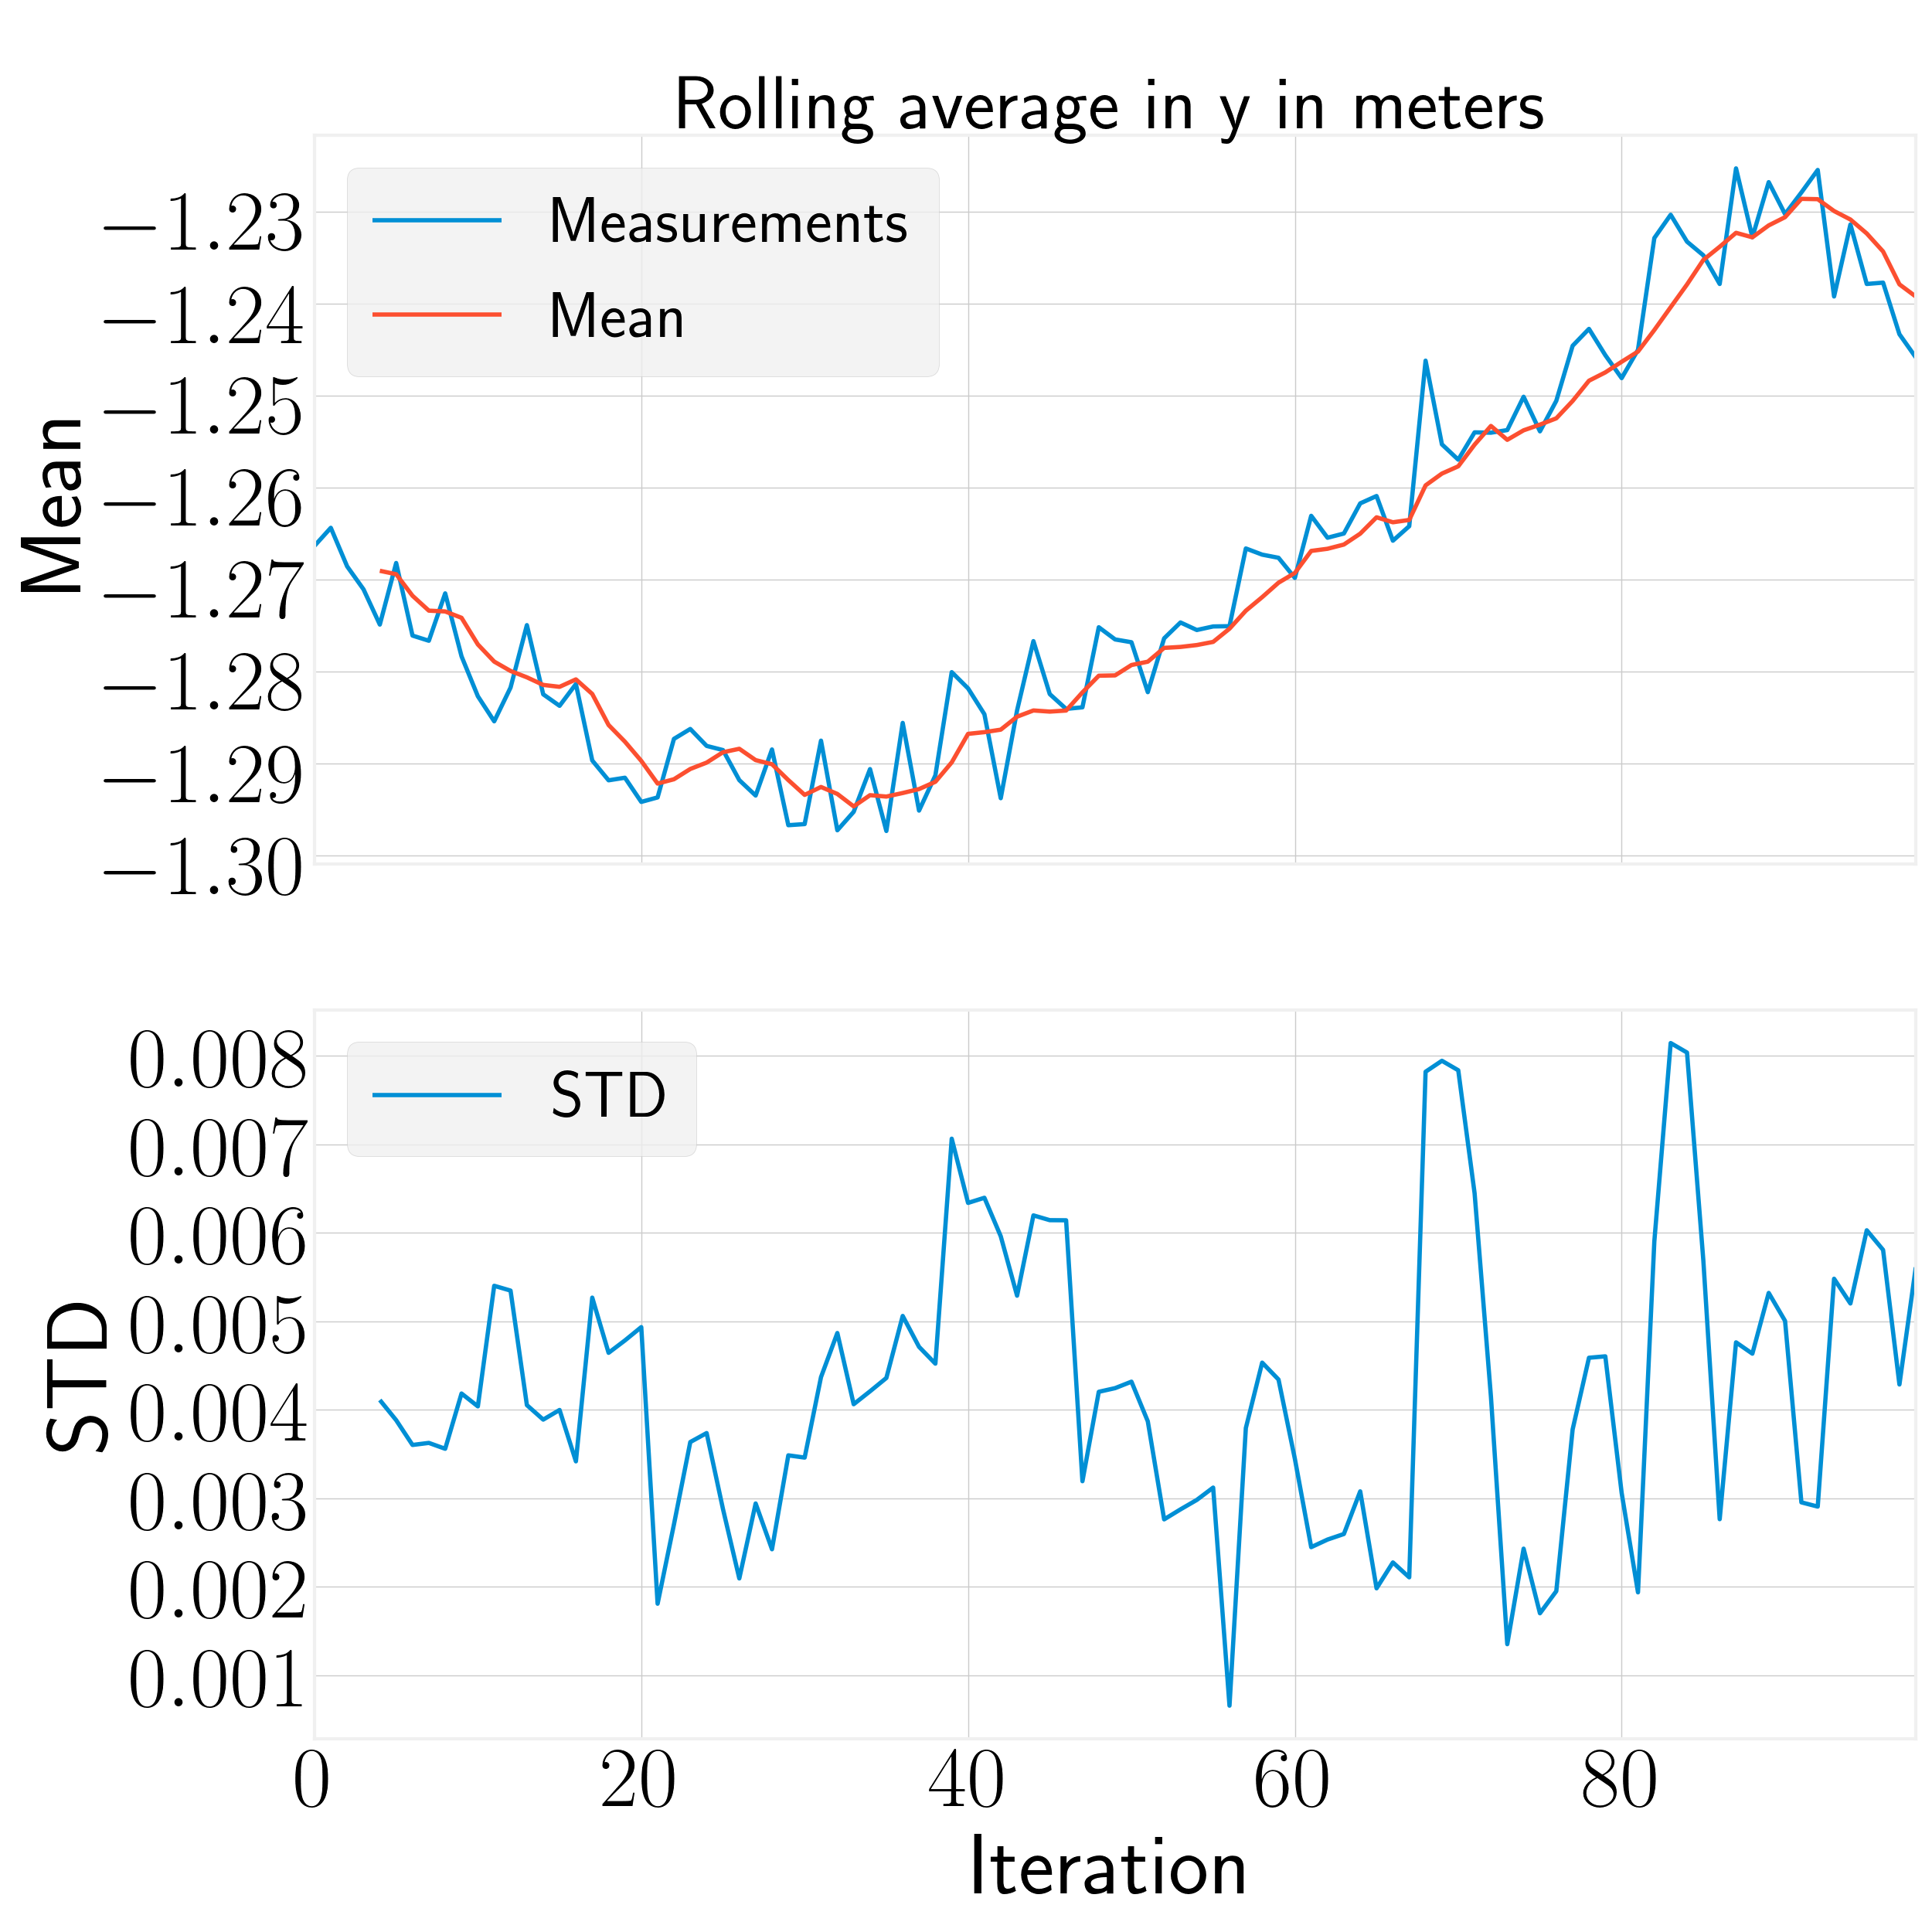 Rolling average in y in meters
Measurements
Mean
Mean
−1.23
−1.24
−1.25
−1.26
−1.27
−1.28
−1.29
−1.30
STD
STD
0.008
0.007
0.006
0.005
0.004
0.003
0.002
0.001
0 20 40 60 80
Iteration